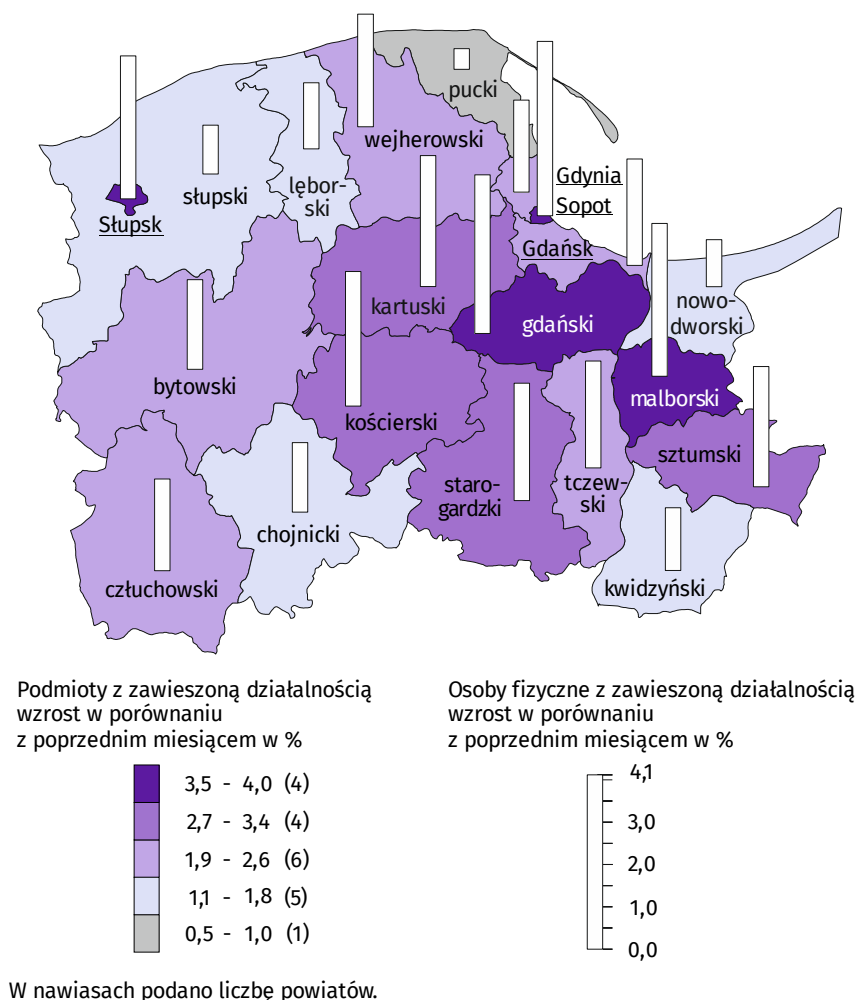 pucki
wejherowski
Gdynia
Sopot
słupski
lębor-
ski
Słupsk
Gdańsk
kartuski
gdański
nowo-
dworski
bytowski
kościerski
malborski
sztumski
staro-
gardzki
tczew-
ski
chojnicki
człuchowski
kwidzyński
Podmioty z zawieszoną działalnością
wzrost w porównaniu
z poprzednim miesiącem w %
3,5 - 4,0 (4)
2,7 - 3,4 (4)
1,9 - 2,6 (6)
1,1 - 1,8 (5)
0,5 - 1,0 (1)
Osoby fizyczne z zawieszoną działalnością
wzrost w porównaniu
z poprzednim miesiącem w %
4,1
3,0
2,0
1,0
0,0
W nawiasach podano liczbę powiatów.